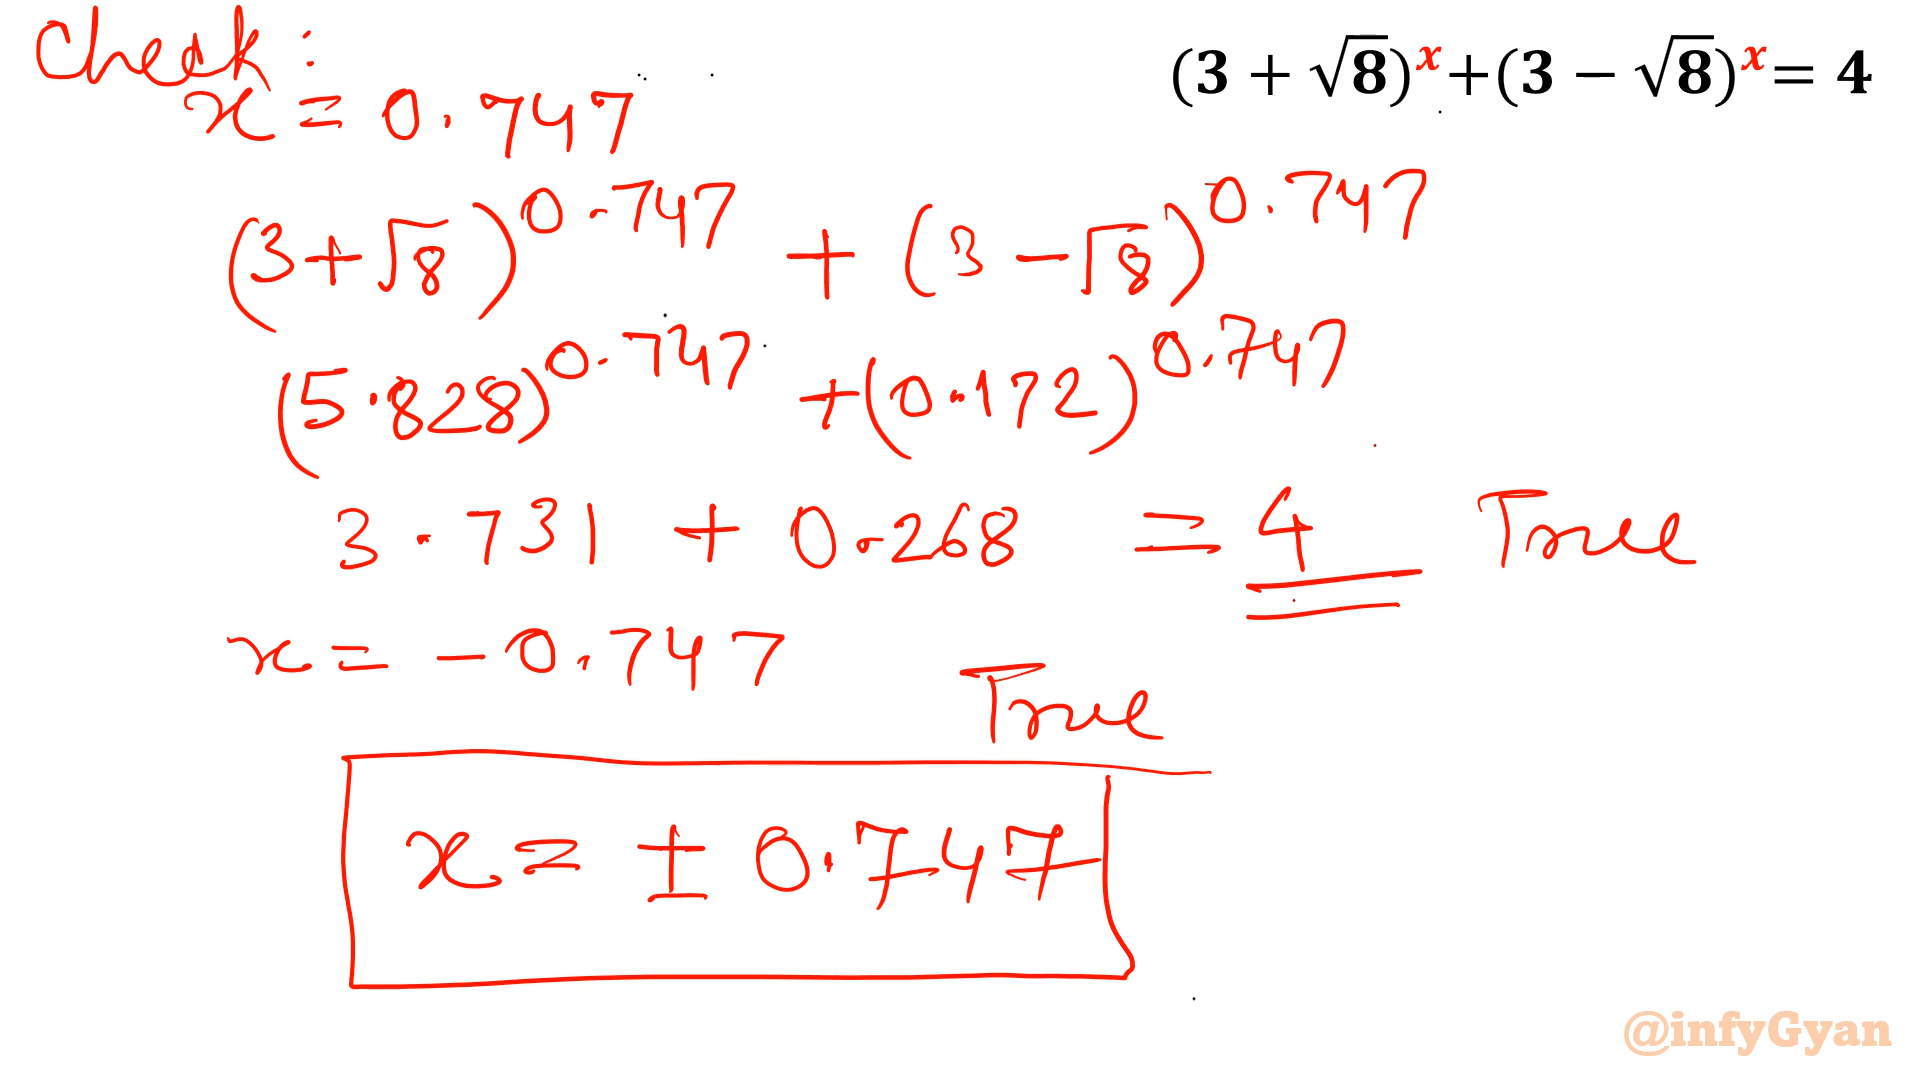 Check:
(3 + √8)ˣ+(3 − √8)ˣ= 4
x = 0.747
(3+√8)^0.747 + (3−√8)^0.747
(5.828)^0.747 +(0.172)^0.747
3.731 + 0.268 = 4 True
x = −0.747 True
x = ± 0.747
@infyGyan